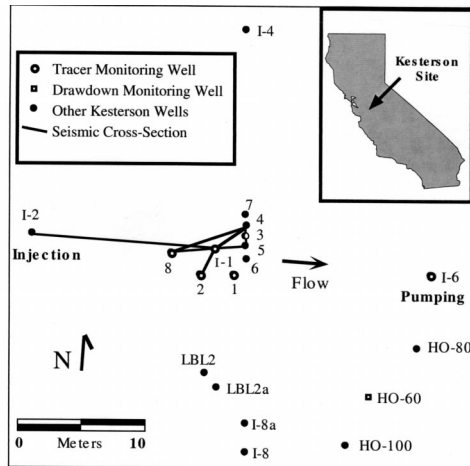 I-4
Tracer Monitoring Well
Drawdown Monitoring Well
Other Kesterson Wells
Seismic Cross-Section
Kesterson
Site
I-2
Injection
7
4
3
5
I-1
6
8
2
1
Flow
I-6
Pumping
N
HO-80
LBL2
LBL2a
HO-60
I-8a
HO-100
I-8
0 Meters 10